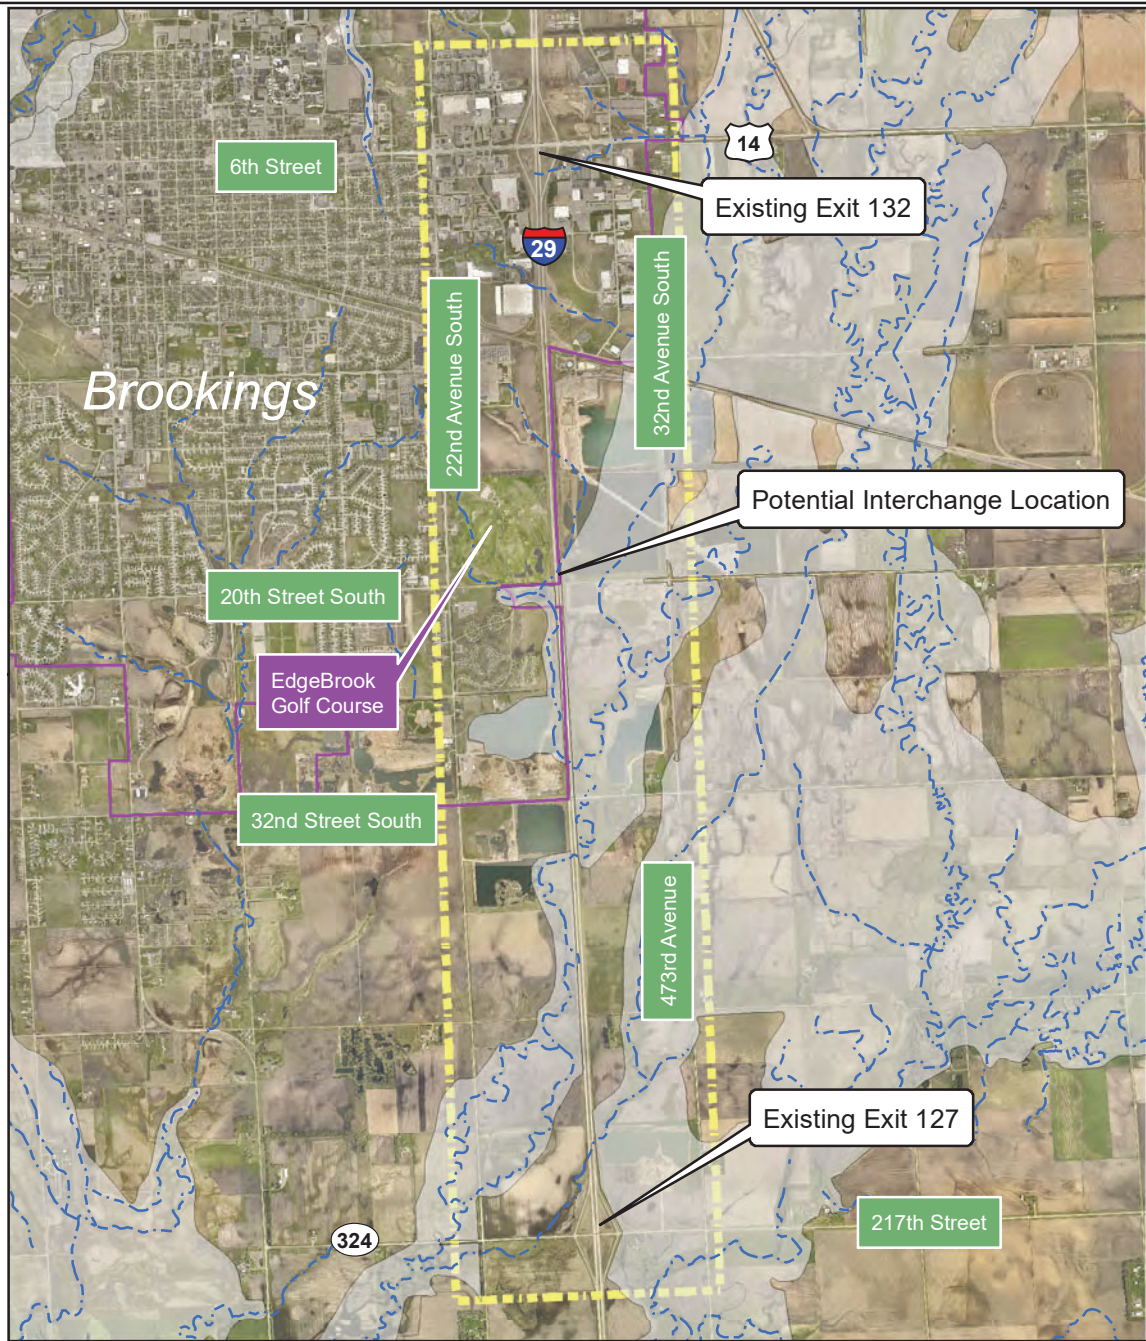 14
6th Street
Existing Exit 132
29
22nd Avenue South
32nd Avenue South
Brookings
Potential Interchange Location
20th Street South
EdgeBrook
Golf Course
32nd Street South
473rd Avenue
Existing Exit 127
217th Street
324